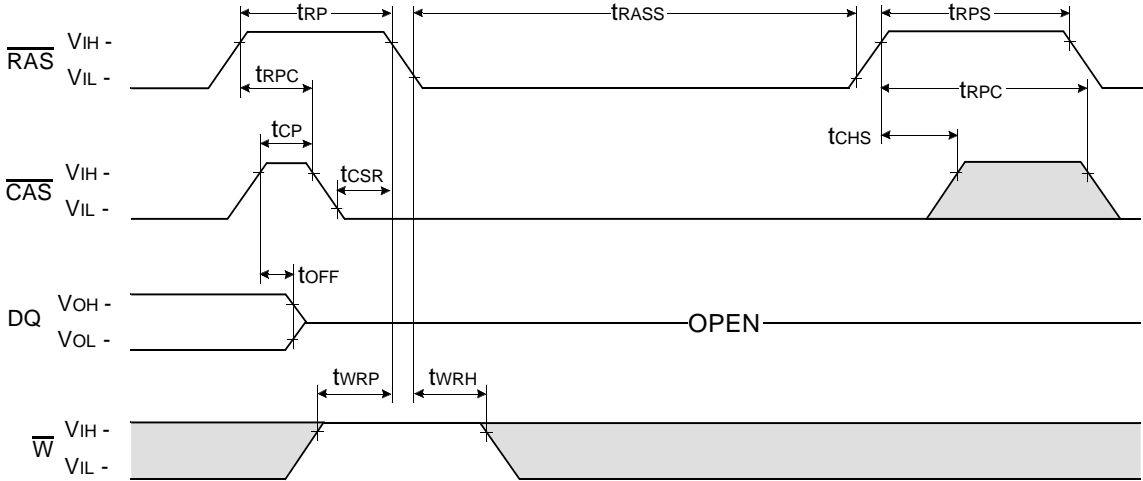 tRP tRASS tRPS
RAS VIH -
VIL -
tRPC tRPC
tCP tCHS
CAS VIH -
VIL -
tCSR
tOFF
DQ VOH -
VOL -
OPEN
tWRP tWRH
W VIH -
VIL -